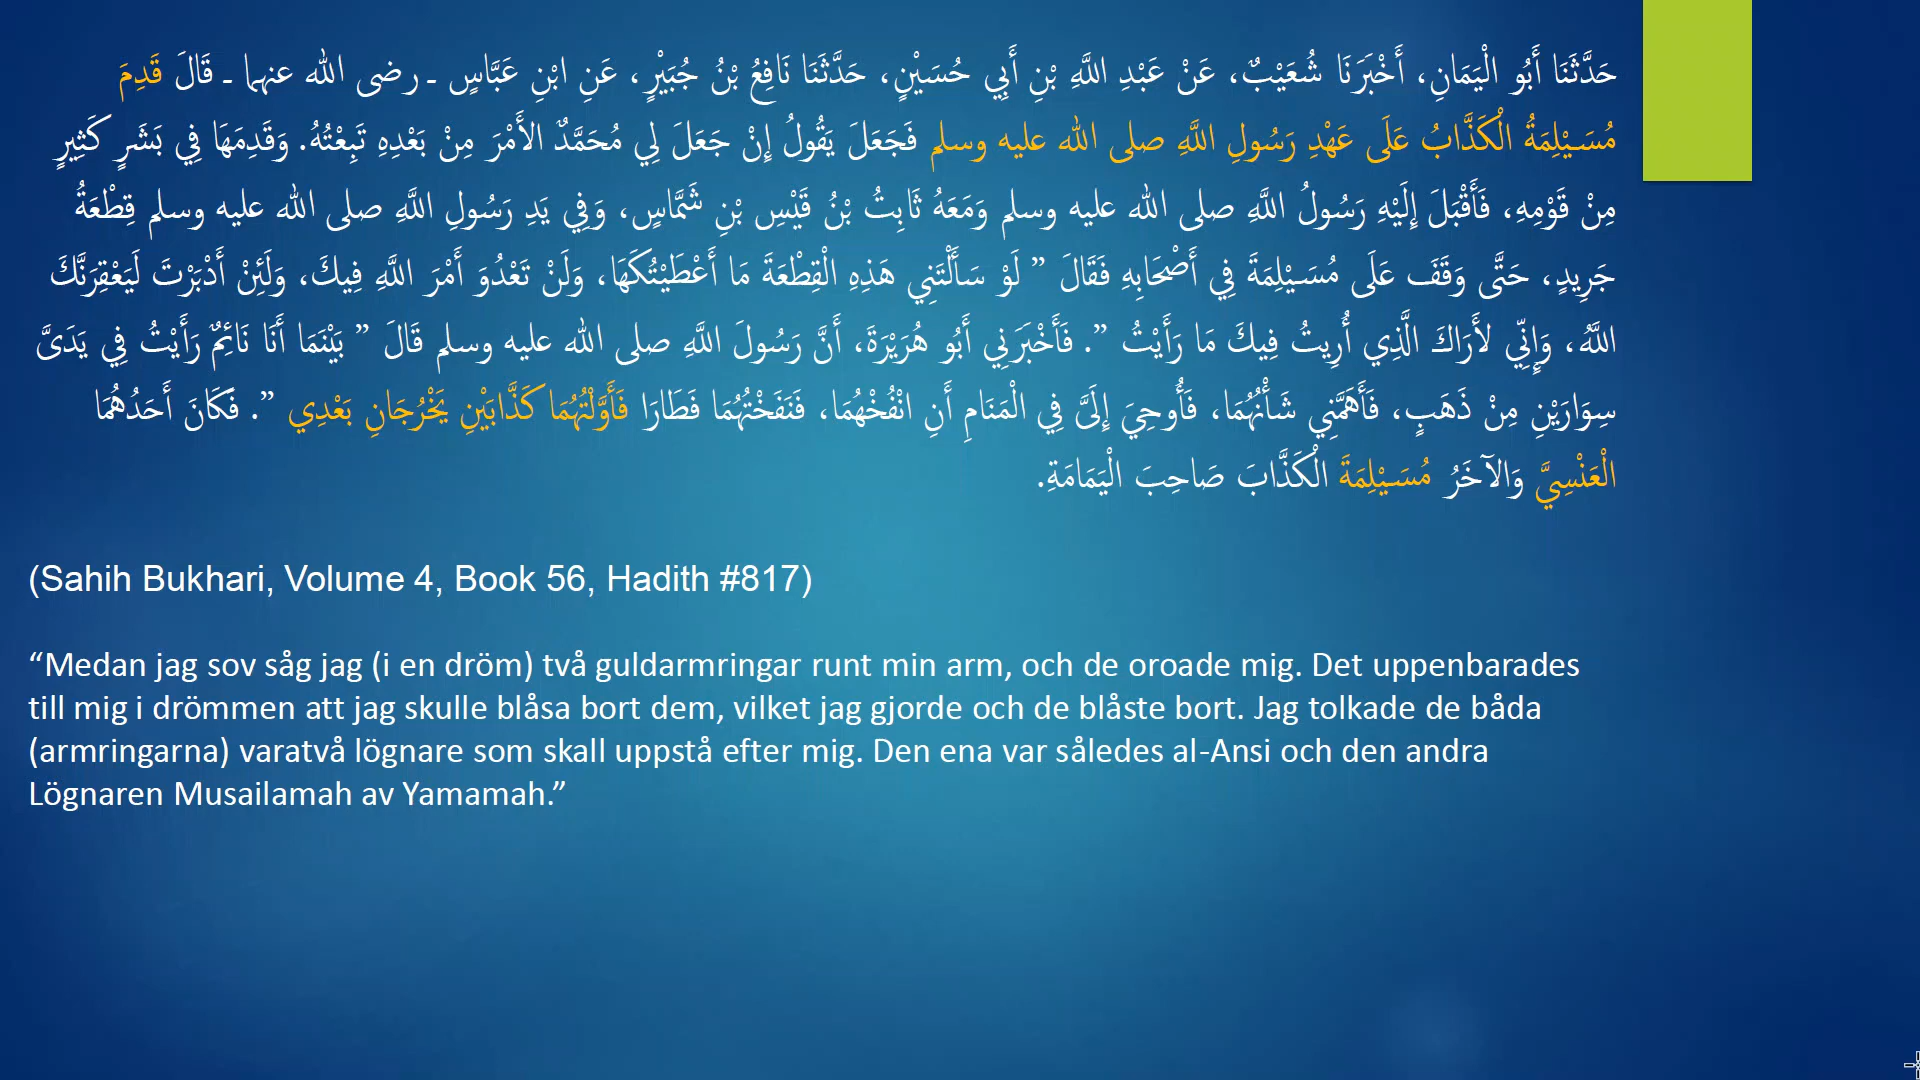 حَدَّثَنَا أَبُو الْيَمَانِ، أَخْبَرَنَا شُعَيْبٌ، عَنْ عَبْدِ اللَّهِ بْنِ أَبِي حُسَيْنٍ، حَدَّثَنَا نَافِعُ بْنُ جُبَيْرٍ، عَنِ ابْنِ عَبَّاسٍ ـ رضى الله عنهما ـ قَالَ قَدِمَ
مُسَيْلِمَةُ الْكَذَّابُ عَلَى عَهْدِ رَسُولِ اللَّهِ صلى الله عليه وسلم فَجَعَلَ يَقُولُ إِنْ جَعَلَ لِي مُحَمَّدٌ الأَمْرَ مِنْ بَعْدِهِ تَبِعْتُهُ. وَقَدِمَهَا فِي بَشَرٍ كَثِيرٍ
مِنْ قَوْمِهِ، فَأَقْبَلَ إِلَيْهِ رَسُولُ اللَّهِ صلى الله عليه وسلم وَمَعَهُ ثَابِتُ بْنُ قَيْسِ بْنِ شَمَّاسٍ، وَفِي يَدِ رَسُولِ اللَّهِ صلى الله عليه وسلم قِطْعَةُ
جَرِيدٍ، حَتَّى وَقَفَ عَلَى مُسَيْلِمَةَ فِي أَصْحَابِهِ فَقَالَ ‏"‏ لَوْ سَأَلْتَنِي هَذِهِ الْقِطْعَةَ مَا أَعْطَيْتُكَهَا، وَلَنْ تَعْدُوَ أَمْرَ اللَّهِ فِيكَ، وَلَئِنْ أَدْبَرْتَ لَيَعْقِرَنَّكَ
اللَّهُ، وَإِنِّي لأَرَاكَ الَّذِي أُرِيتُ فِيكَ مَا رَأَيْتُ ‏"‏‏. فَأَخْبَرَنِي أَبُو هُرَيْرَةَ، أَنَّ رَسُولَ اللَّهِ صلى الله عليه وسلم قَالَ ‏"‏ بَيْنَمَا أَنَا نَائِمٌ رَأَيْتُ فِي يَدَىَّ
سِوَارَيْنِ مِنْ ذَهَبٍ، فَأَهَمَّنِي شَأْنُهُمَا، فَأُوحِيَ إِلَىَّ فِي الْمَنَامِ أَنِ انْفُخْهُمَا، فَنَفَخْتُهُمَا فَطَارَا فَأَوَّلْتُهُمَا كَذَّابَيْنِ يَخْرُجَانِ بَعْدِي ‏"‏‏. فَكَانَ أَحَدُهُمَا
الْعَنْسِيَّ وَالآخَرُ مُسَيْلِمَةَ الْكَذَّابَ صَاحِبَ الْيَمَامَةِ.
(Sahih Bukhari, Volume 4, Book 56, Hadith #817)
“Medan jag sov såg jag (i en dröm) två guldarmringar runt min arm, och de oroade mig. Det uppenbarades
till mig i drömmen att jag skulle blåsa bort dem, vilket jag gjorde och de blåste bort. Jag tolkade de båda
(armringarna) varatvå lögnare som skall uppstå efter mig. Den ena var således al-Ansi och den andra
Lögnaren Musailamah av Yamamah.”